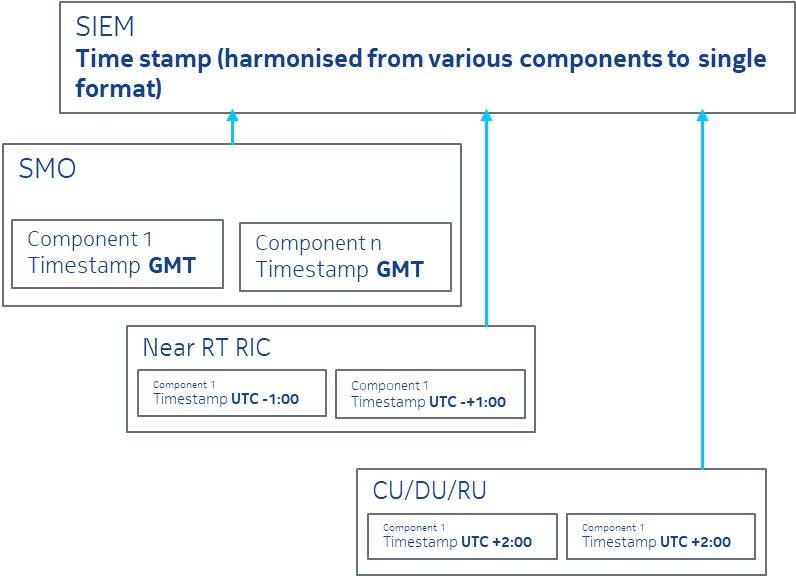 SIEM
Time stamp (harmonised from various components to single
format)
SMO
Component 1
Timestamp GMT
Component n
Timestamp GMT
Near RT RIC
Component 1
Timestamp UTC -1:00
Component 1
Timestamp UTC -+1:00
CU/DU/RU
Component 1
Timestamp UTC +2:00
Component 1
Timestamp UTC +2:00